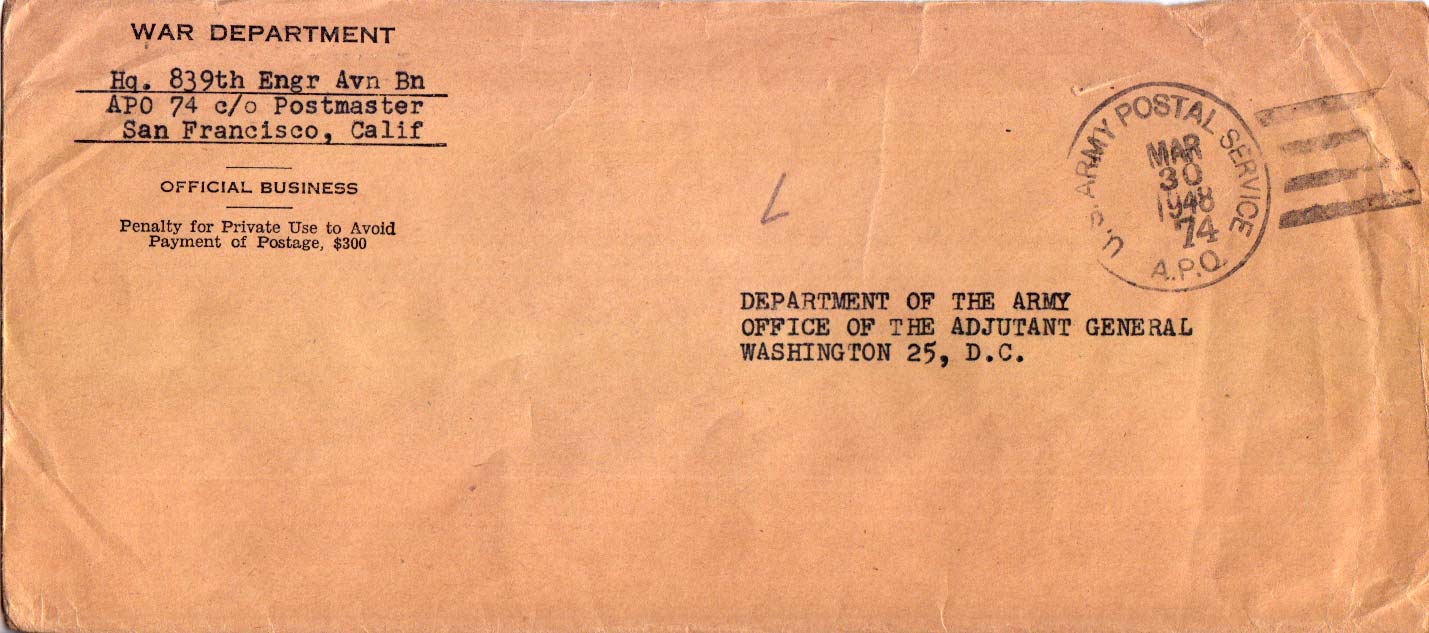 WAR DEPARTMENT
Hq. 839th Engr Avn Bn
APO 74 c/o Postmaster
San Francisco, Calif
OFFICIAL BUSINESS
Penalty for Private Use to Avoid
Payment of Postage, $300
U.S. ARMY POSTAL SERVICE
MAR
30
1948
74
A.P.O.
DEPARTMENT OF THE ARMY
OFFICE OF THE ADJUTANT GENERAL
WASHINGTON 25, D.C.